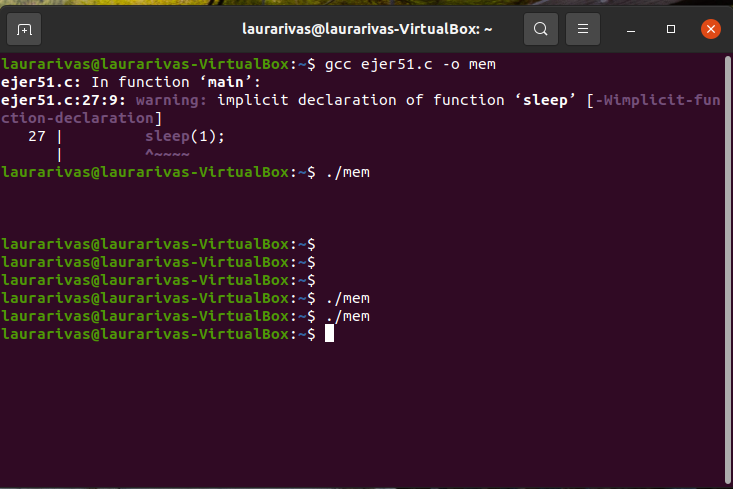 laurarivas@laurarivas-VirtualBox: ~
laurarivas@laurarivas-VirtualBox:~$ gcc ejer51.c -o mem
ejer51.c: In function ‘main’:
ejer51.c:27:9: warning: implicit declaration of function ‘sleep’ [-Wimplicit-fun
ction-declaration]
   27 |         sleep(1);
      |         ^~~~~
laurarivas@laurarivas-VirtualBox:~$ ./mem
laurarivas@laurarivas-VirtualBox:~$
laurarivas@laurarivas-VirtualBox:~$
laurarivas@laurarivas-VirtualBox:~$
laurarivas@laurarivas-VirtualBox:~$ ./mem
laurarivas@laurarivas-VirtualBox:~$ ./mem
laurarivas@laurarivas-VirtualBox:~$